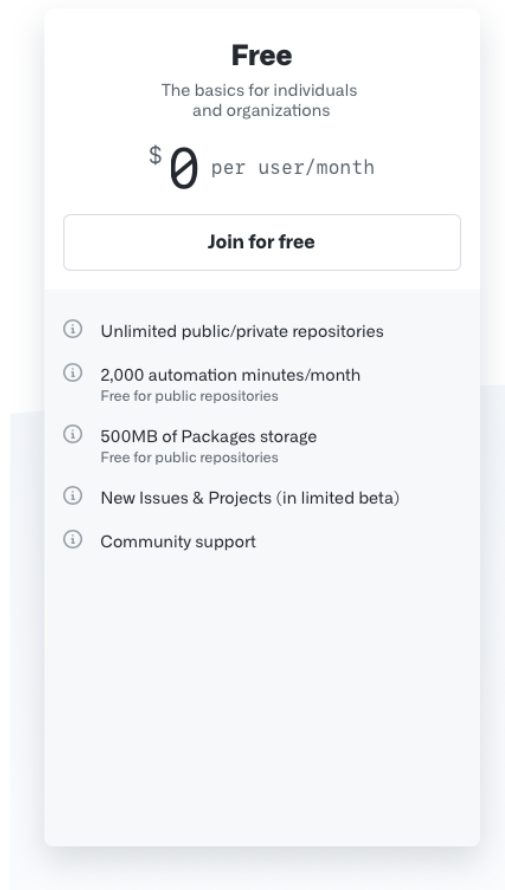 Free
The basics for individuals
and organizations
$0 per user/month
Join for free
Unlimited public/private repositories
2,000 automation minutes/month
Free for public repositories
500MB of Packages storage
Free for public repositories
New Issues & Projects (in limited beta)
Community support